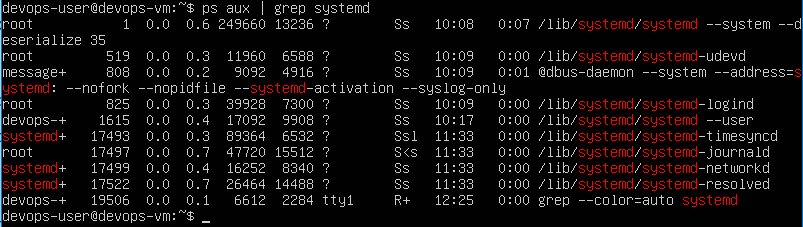 devops-user@devops-vm:~$ ps aux | grep systemd
root 1 0.0 0.6 249660 13236 ? Ss 10:08 0:07 /lib/systemd/systemd --system --d
eserialize 35
root 519 0.0 0.3 11960 6588 ? Ss 10:09 0:00 /lib/systemd/systemd-udevd
message+ 808 0.0 0.2 9092 4916 ? Ss 10:09 0:01 @dbus-daemon --system --address=s
ystemd: --nofork --nopidfile --systemd-activation --syslog-only
root 825 0.0 0.3 39928 7300 ? Ss 10:09 0:00 /lib/systemd/systemd-logind
devops-+ 1615 0.0 0.4 17092 9908 ? Ss 10:17 0:00 /lib/systemd/systemd --user
systemd+ 17493 0.0 0.3 89364 6532 ? Ssl 11:33 0:00 /lib/systemd/systemd-timesyncd
root 17497 0.0 0.7 47720 15512 ? S<s 11:33 0:00 /lib/systemd/systemd-journald
systemd+ 17499 0.0 0.4 16252 8340 ? Ss 11:33 0:00 /lib/systemd/systemd-networkd
systemd+ 17522 0.0 0.7 26464 14488 ? Ss 11:33 0:00 /lib/systemd/systemd-resolved
devops-+ 19506 0.0 0.1 6612 2284 tty1 R+ 12:25 0:00 grep --color=auto systemd
devops-user@devops-vm:~$ _